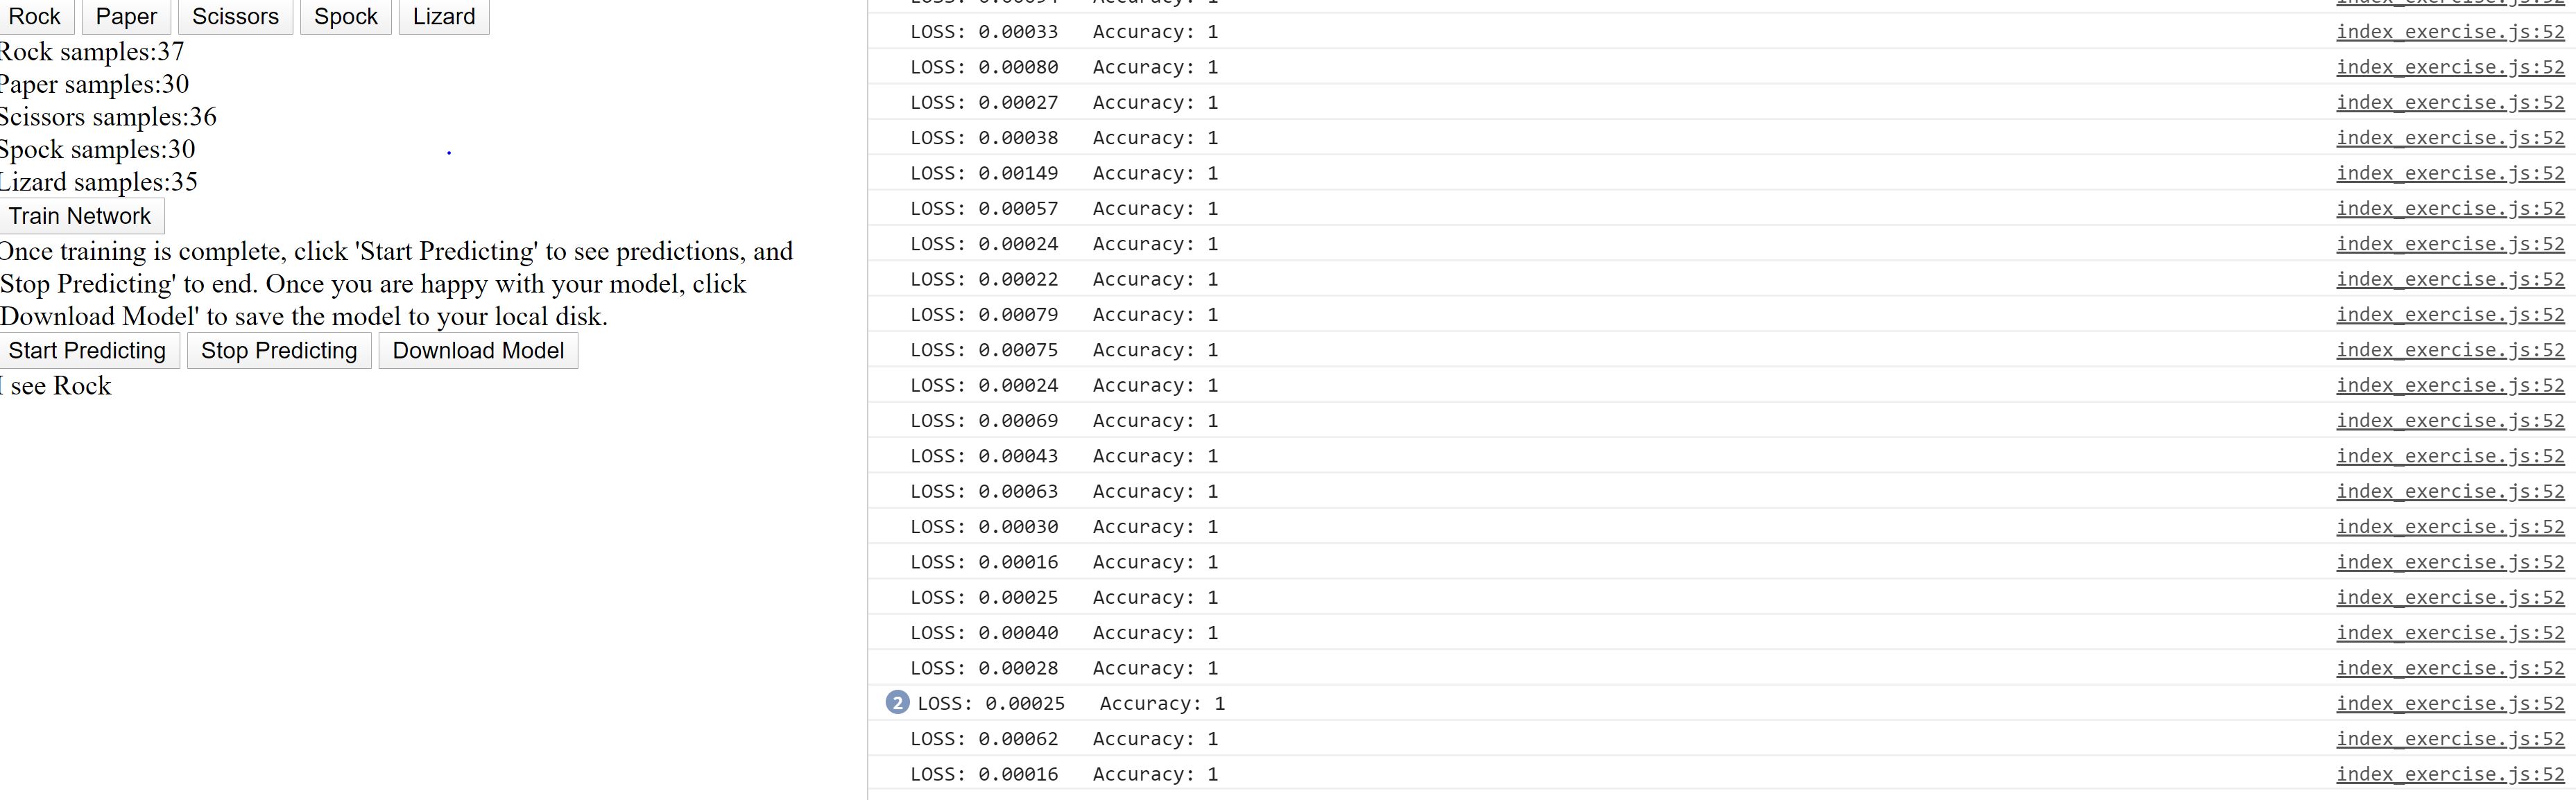 Rock Paper Scissors Spock Lizard
Rock samples:37
Paper samples:30
Scissors samples:36
Spock samples:30
Lizard samples:35
Train Network
Once training is complete, click 'Start Predicting' to see predictions, and
Stop Predicting' to end. Once you are happy with your model, click
Download Model' to save the model to your local disk.
Start Predicting Stop Predicting Download Model
I see Rock
LOSS: 0.00033 Accuracy: 1 index_exercise.js:52
LOSS: 0.00080 Accuracy: 1 index_exercise.js:52
LOSS: 0.00027 Accuracy: 1 index_exercise.js:52
LOSS: 0.00038 Accuracy: 1 index_exercise.js:52
LOSS: 0.00149 Accuracy: 1 index_exercise.js:52
LOSS: 0.00057 Accuracy: 1 index_exercise.js:52
LOSS: 0.00024 Accuracy: 1 index_exercise.js:52
LOSS: 0.00022 Accuracy: 1 index_exercise.js:52
LOSS: 0.00079 Accuracy: 1 index_exercise.js:52
LOSS: 0.00075 Accuracy: 1 index_exercise.js:52
LOSS: 0.00024 Accuracy: 1 index_exercise.js:52
LOSS: 0.00069 Accuracy: 1 index_exercise.js:52
LOSS: 0.00043 Accuracy: 1 index_exercise.js:52
LOSS: 0.00063 Accuracy: 1 index_exercise.js:52
LOSS: 0.00030 Accuracy: 1 index_exercise.js:52
LOSS: 0.00016 Accuracy: 1 index_exercise.js:52
LOSS: 0.00025 Accuracy: 1 index_exercise.js:52
LOSS: 0.00040 Accuracy: 1 index_exercise.js:52
LOSS: 0.00028 Accuracy: 1 index_exercise.js:52
2 LOSS: 0.00025 Accuracy: 1 index_exercise.js:52
LOSS: 0.00062 Accuracy: 1 index_exercise.js:52
LOSS: 0.00016 Accuracy: 1 index_exercise.js:52